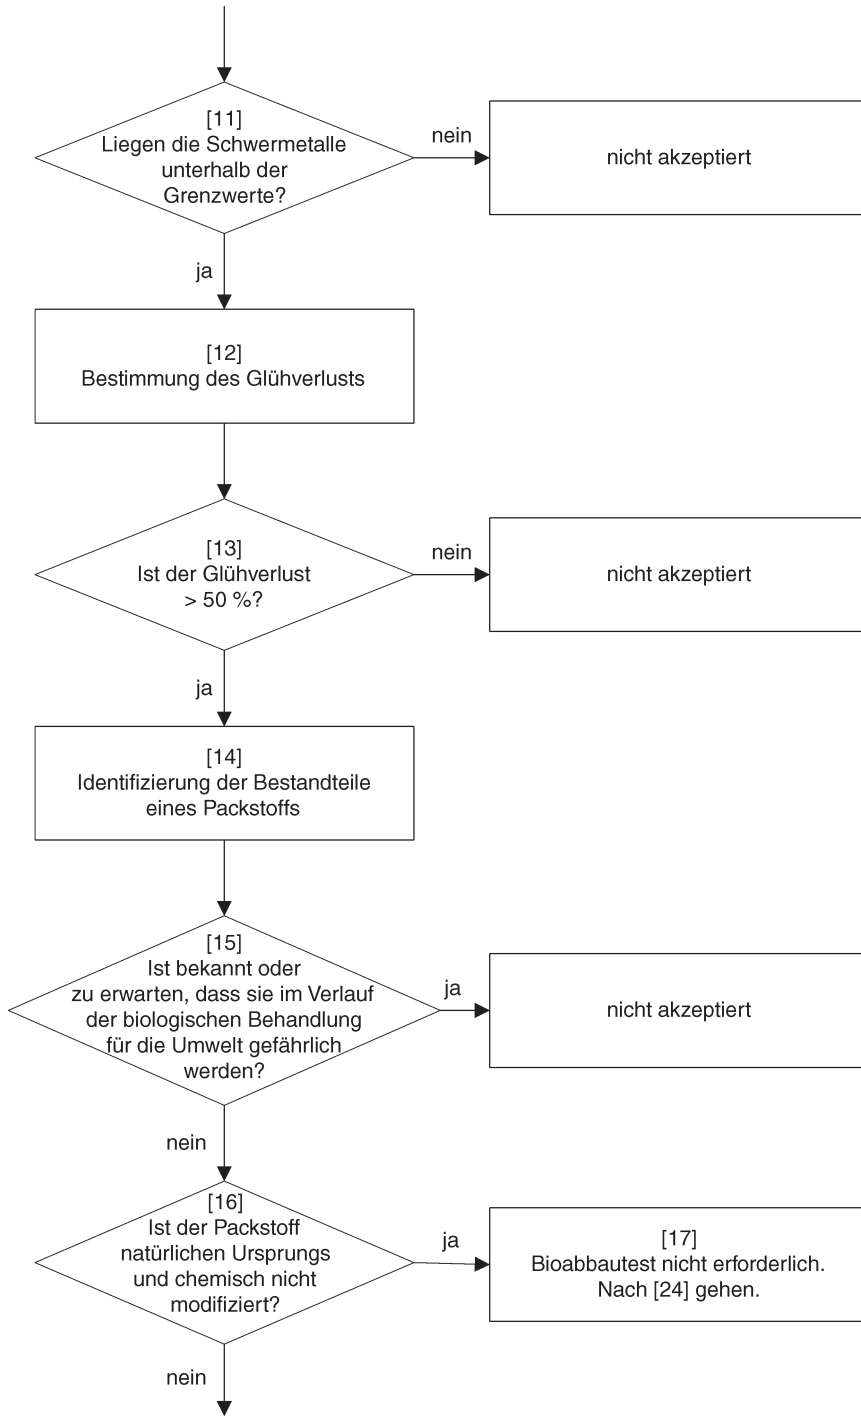 [11]
Liegen die Schwermetalle
unterhalb der
Grenzwerte?
nein
nicht akzeptiert
ja
[12]
Bestimmung des Glühverlusts
[13]
Ist der Glühverlust
> 50 %?
nein
nicht akzeptiert
ja
[14]
Identifizierung der Bestandteile
eines Packstoffs
[15]
Ist bekannt oder
zu erwarten, dass sie im Verlauf
der biologischen Behandlung
für die Umwelt gefährlich
werden?
ja
nicht akzeptiert
nein
[16]
Ist der Packstoff
natürlichen Ursprungs
und chemisch nicht
modifiziert?
ja
[17]
Bioabbautest nicht erforderlich.
Nach [24] gehen.
nein